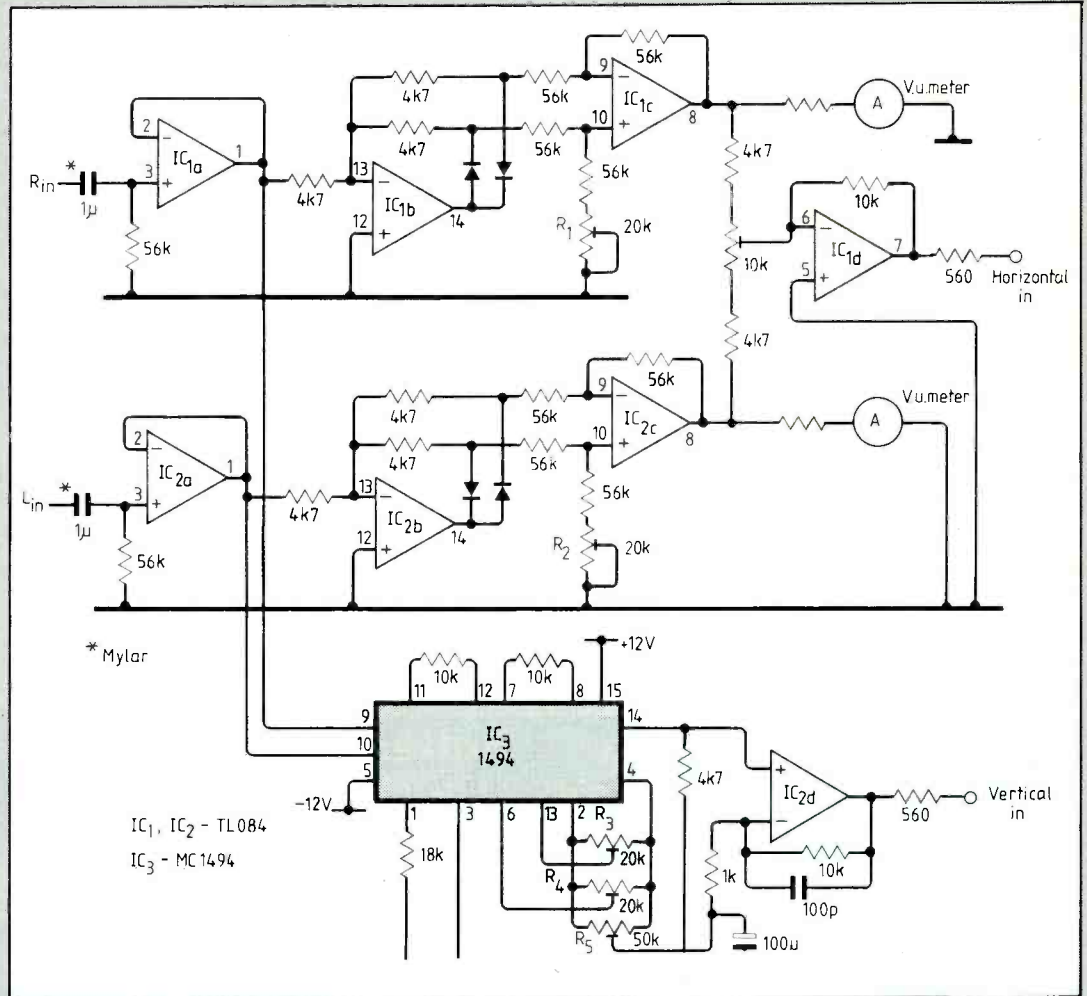 56k
4k7
56k
9
−
IC1c
8
V.u.meter
A
2
−
IC1a
1
3
+
4k7
56k
10
+
4k7
Rin
*
1µ
4k7
13
−
IC1b
14
12
+
56k
56k
R1
20k
10k
6
−
IC1d
7
5
+
10k
560
Horizontal
in
4k7
56k
4k7
56k
9
−
IC2c
8
V.u.meter
A
2
−
IC2a
1
3
+
4k7
56k
10
+
Lin
*
1µ
4k7
13
−
IC2b
14
12
+
56k
56k
R2
20k
* Mylar
+12V
10k
10k
11
12
7
8
15
9
10
5
IC3
1494
14
4
-12V
1
3
6
13
2
R3
4k7
+
IC2d
−
560
Vertical
in
IC1, IC2 - TL084
IC3 - MC1494
18k
20k
R4
20k
R5
50k
1k
10k
100p
100µ